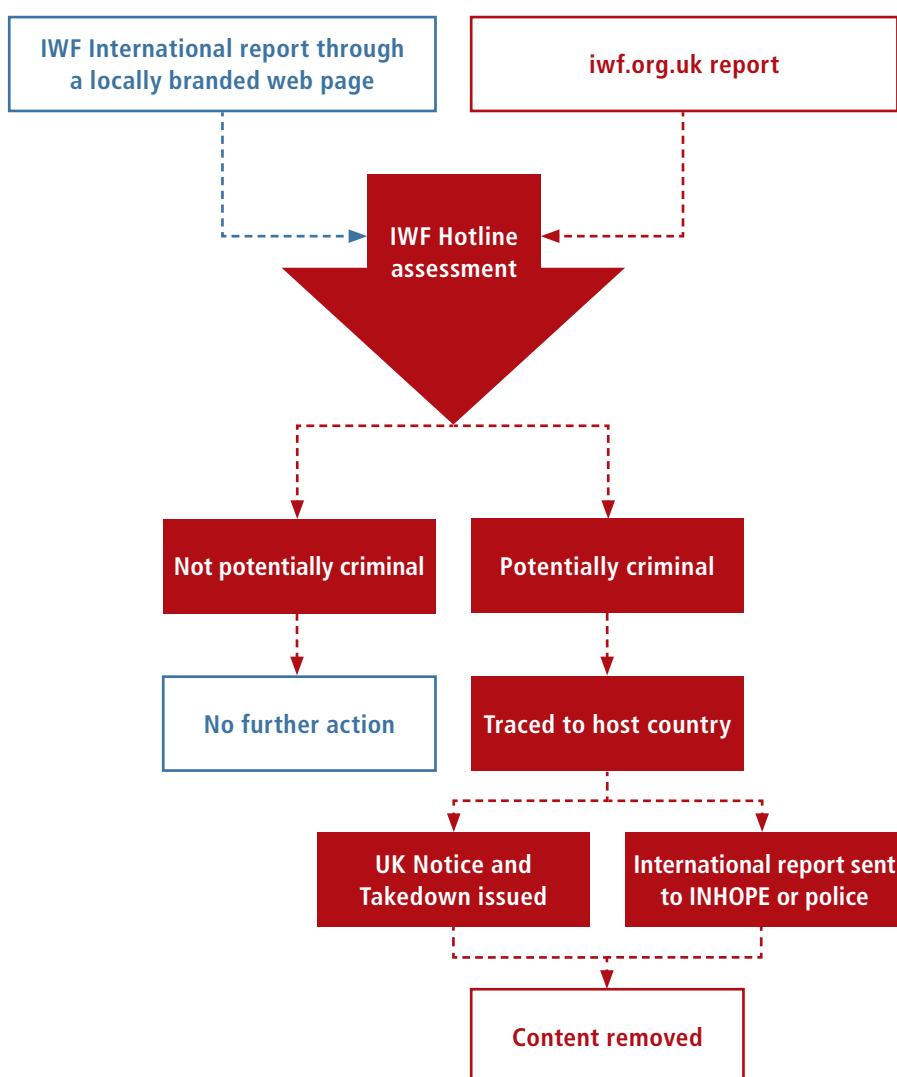 IWF International report through
a locally branded web page
iwf.org.uk report
IWF Hotline
assessment
Not potentially criminal
Potentially criminal
No further action
Traced to host country
UK Notice and
Takedown issued
International report sent
to INHOPE or police
Content removed